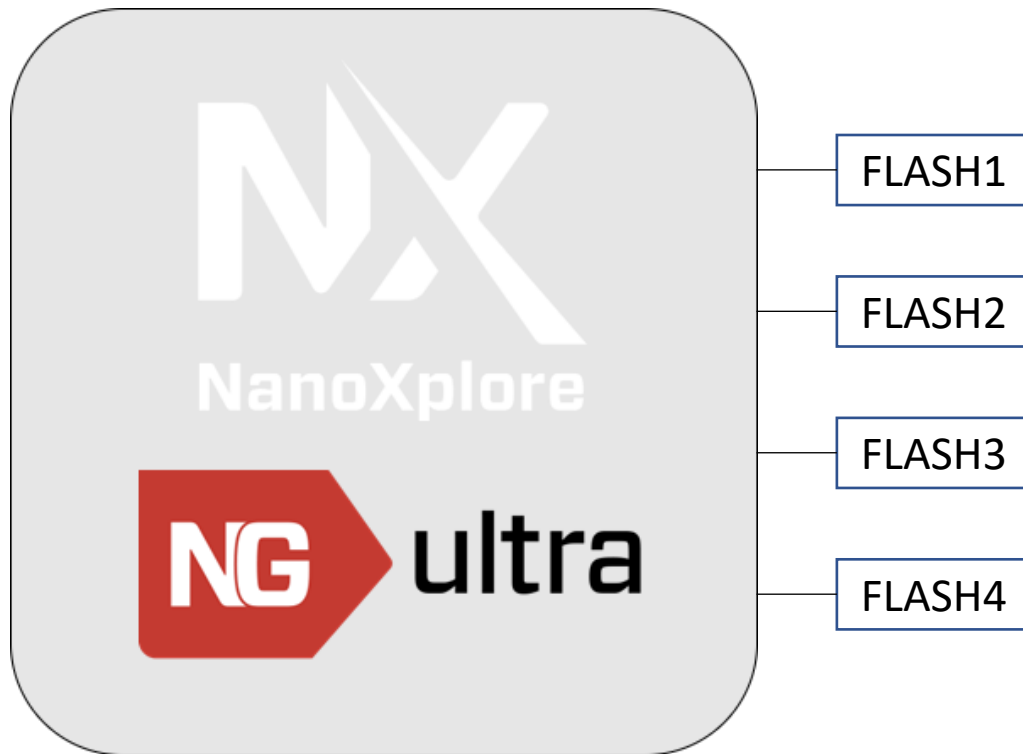 NX
NanoXplore
NG ultra
FLASH1
FLASH2
FLASH3
FLASH4